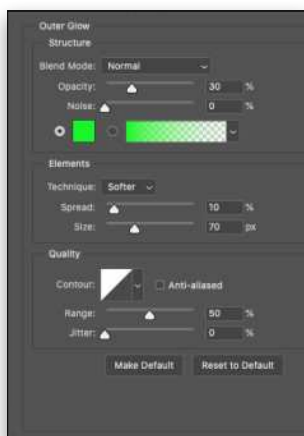 Outer Glow
Structure
Blend Mode: Normal
Opacity: 30 %
Noise: 0 %
Elements
Technique: Softer
Spread: 10 %
Size: 70 px
Quality
Contour: Anti-aliased
Range: 50 %
Jitter: 0 %
Make Default Reset to Default